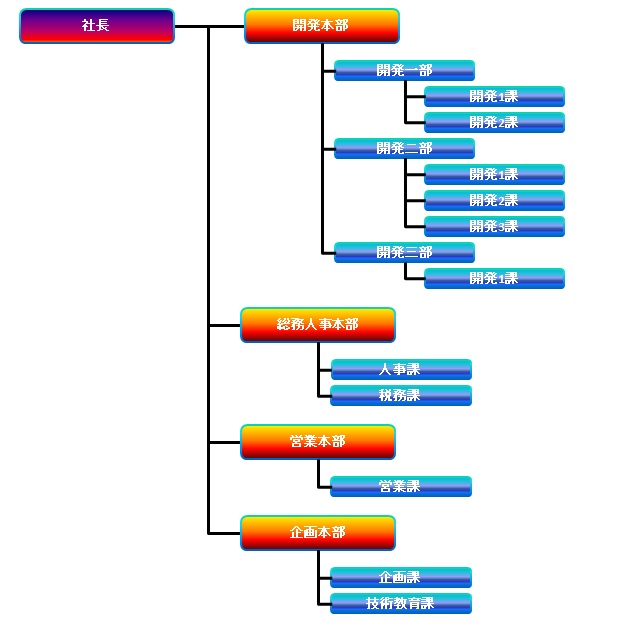 社長
開発本部
開発一部
開発1課
開発2課
開発二部
開発1課
開発2課
開発3課
開発三部
開発1課
総務人事本部
人事課
税務課
営業本部
営業課
企画本部
企画課
技術教育課